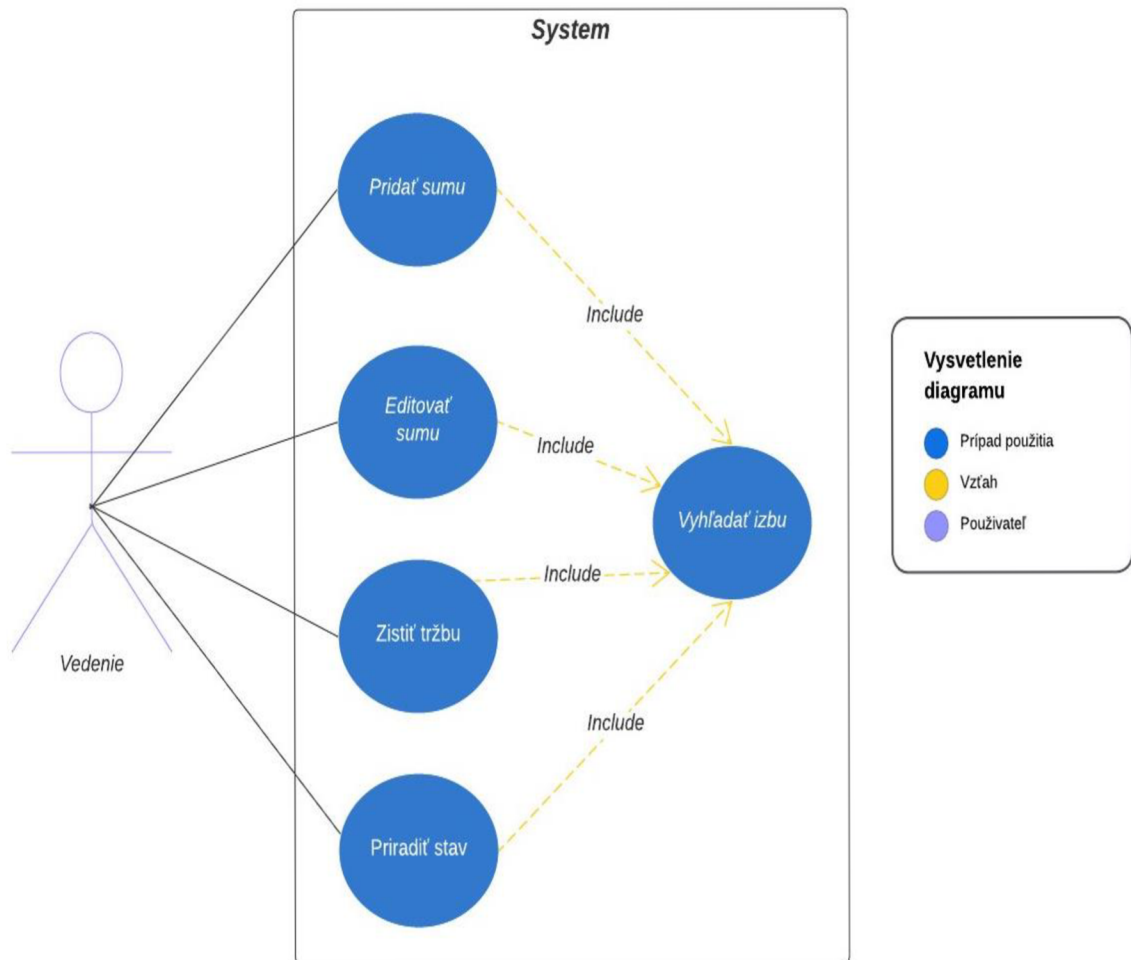 System
Pridať sumu
Include
Editovať
sumu
Include
Vyhľadať izbu
Zistiť tržbu
Include
Priradiť stav
Include
Vedenie
Vysvetlenie
diagramu
Prípad použitia
Vzťah
Použivateľ